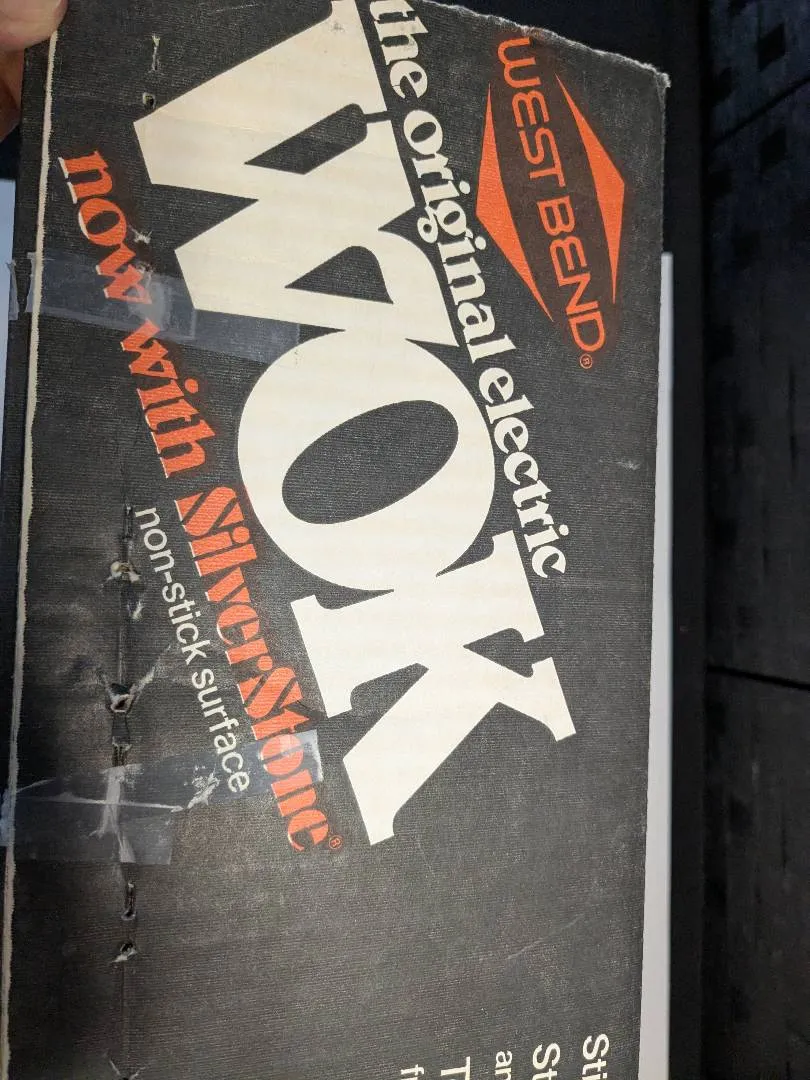 WEST BEND®
the original electric
WOK
now with SilverStone®
non-stick surface